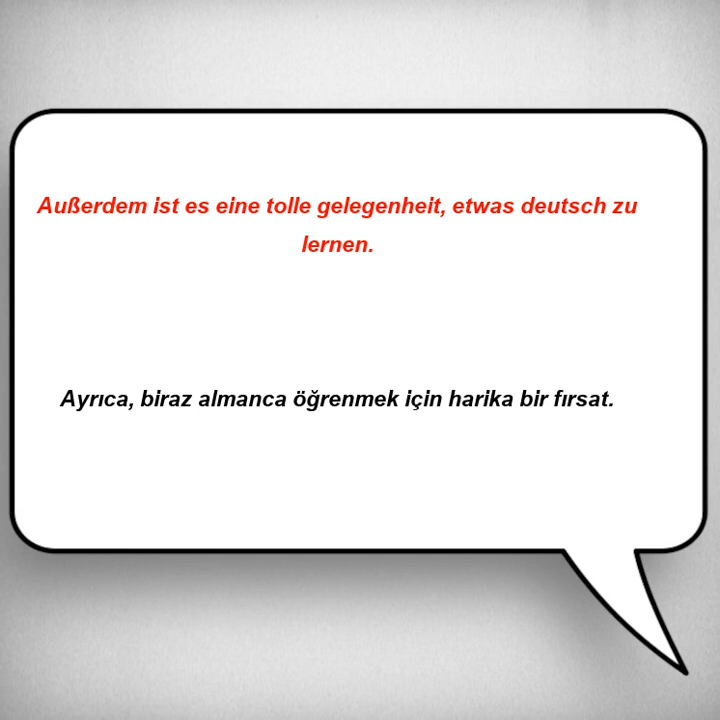 Außerdem ist es eine tolle gelegenheit, etwas deutsch zu
lernen.
Ayrıca, biraz almanca öğrenmek için harika bir fırsat.